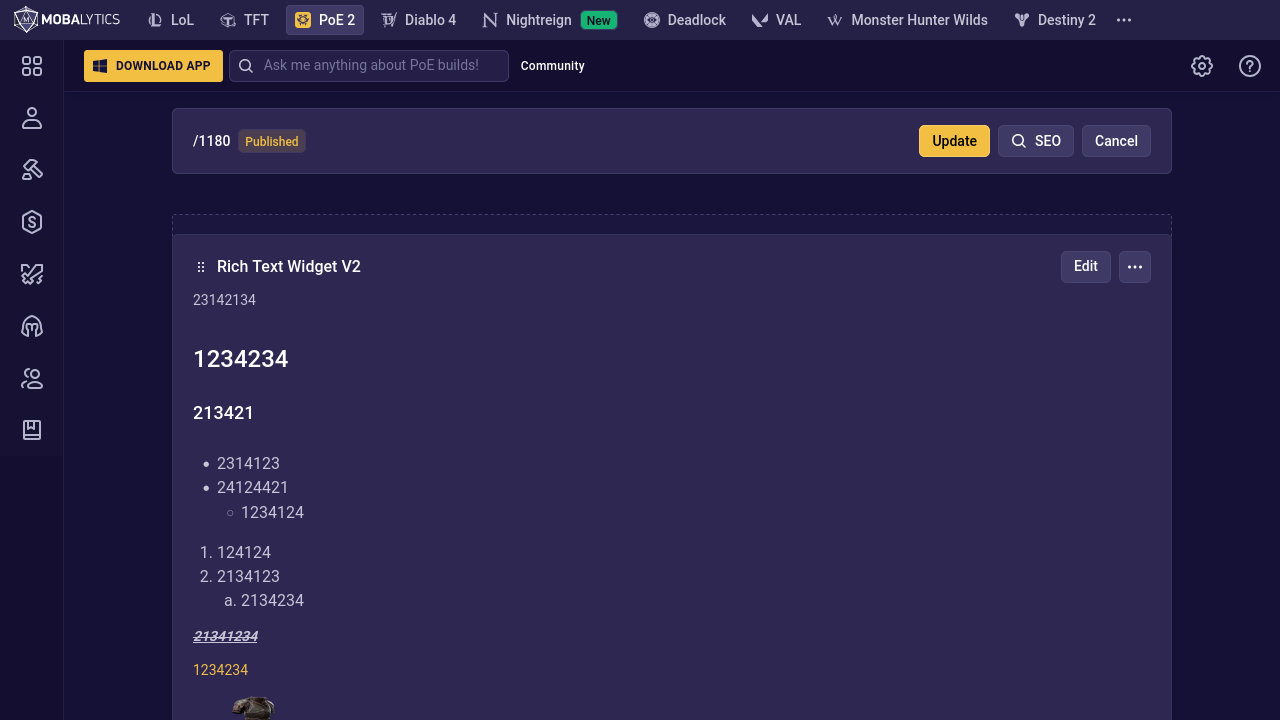 MOBALYTICS LoL TFT PoE 2 Diablo 4 Nightreign New Deadlock VAL Monster Hunter Wilds Destiny 2
DOWNLOAD APP Ask me anything about PoE builds! Community
/1180 Published Update SEO Cancel
Rich Text Widget V2 Edit
23142134
1234234
213421
• 2314123
• 24124421
○ 1234124
1. 124124
2. 2134123
a. 2134234
21341234
1234234